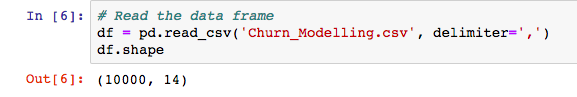 In [6]: # Read the data frame
df = pd.read_csv('Churn_Modelling.csv', delimiter=',')
df.shape
Out[6]: (10000, 14)